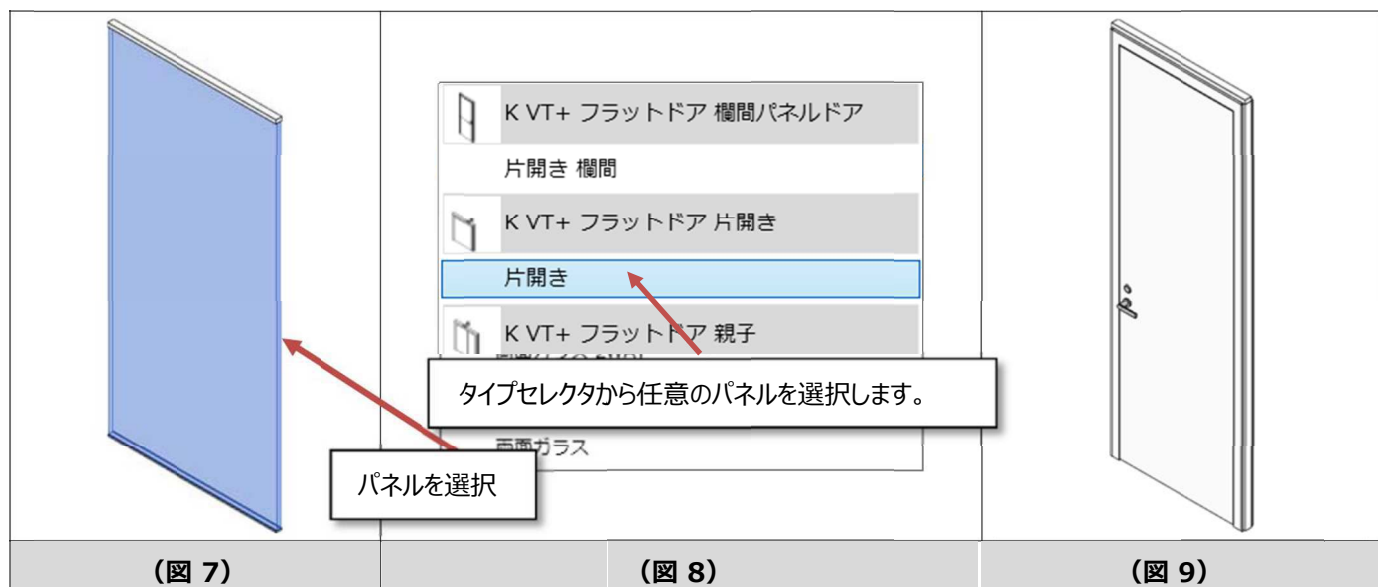 K VT+ フラットドア 欄間パネルドア
片開き 欄間
K VT+ フラットドア 片開き
片開き
K VT+ フラットドア 親子
タイプセレクタから任意のパネルを選択します。
両面ガラス
パネルを選択
（図 7）
（図 8）
（図 9）